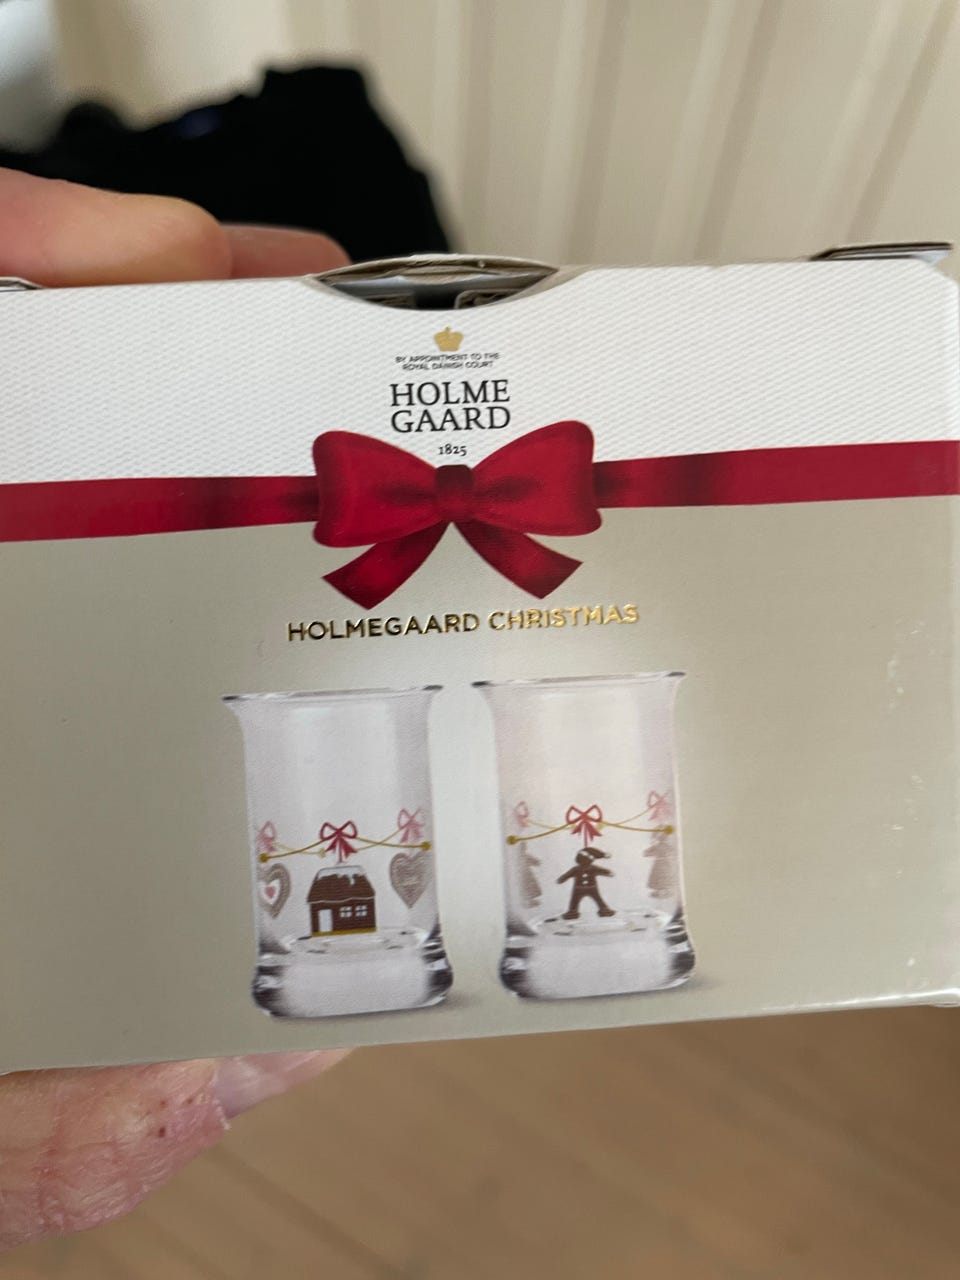 BY APPOINTMENT TO THE
ROYAL DANISH COURT
HOLME
GAARD
1825
HOLMEGAARD CHRISTMAS